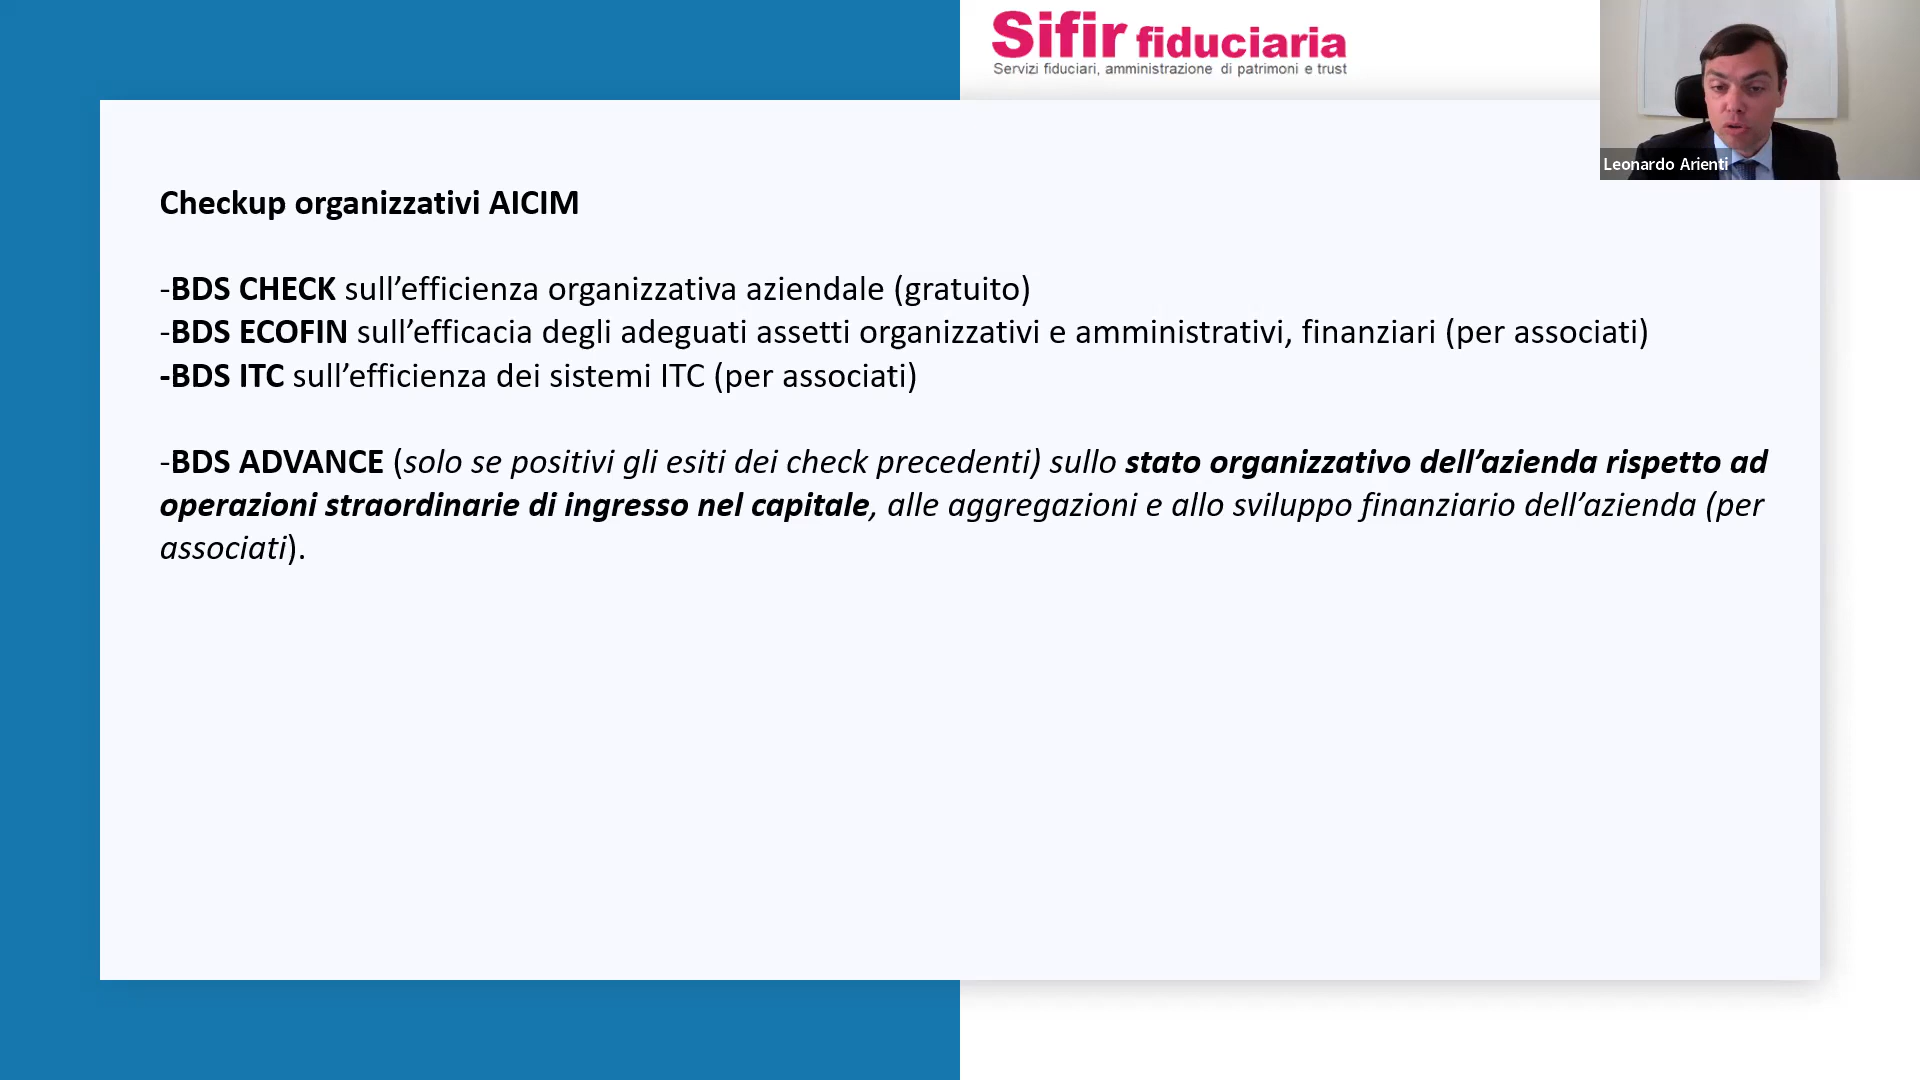 Sifir fiduciaria
Servizi fiduciari, amministrazione di patrimoni e trust
Leonardo Arienti
Checkup organizzativi AICIM
-BDS CHECK sull’efficienza organizzativa aziendale (gratuito)
-BDS ECOFIN sull’efficacia degli adeguati assetti organizzativi e amministrativi, finanziari (per associati)
-BDS ITC sull’efficienza dei sistemi ITC (per associati)
-BDS ADVANCE (solo se positivi gli esiti dei check precedenti) sullo stato organizzativo dell’azienda rispetto ad
operazioni straordinarie di ingresso nel capitale, alle aggregazioni e allo sviluppo finanziario dell’azienda (per
associati).